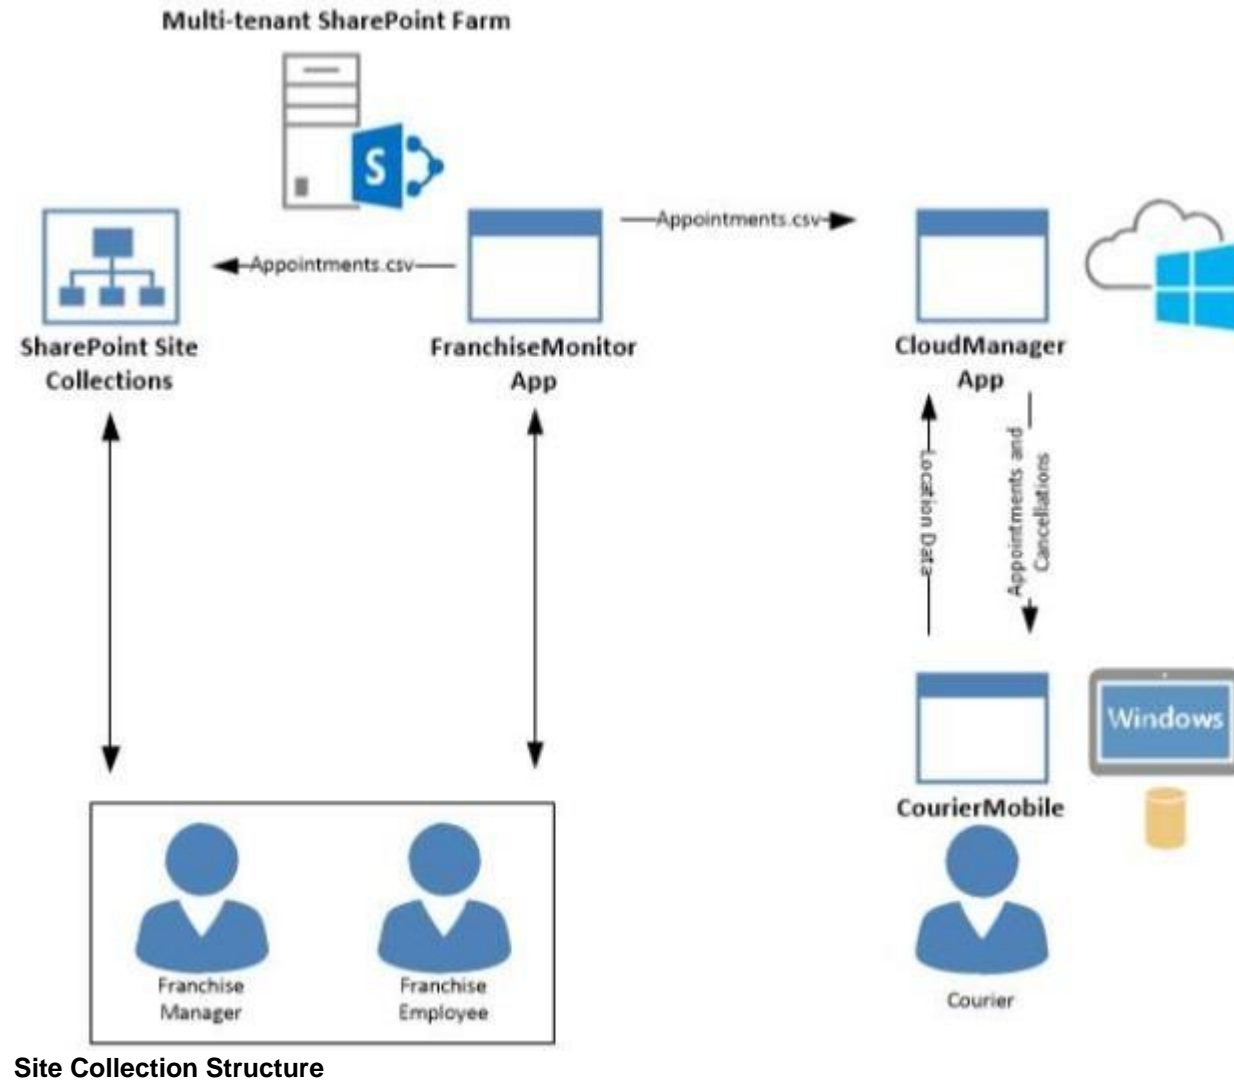 Multi-tenant SharePoint Farm
S
Appointments.csv
Appointments.csv
SharePoint Site
Collections
FranchiseMonitor
App
CloudManager
App
Location Data
Appointments and
Cancellations
Windows
CourierMobile
Franchise
Manager
Franchise
Employee
Courier
Site Collection Structure